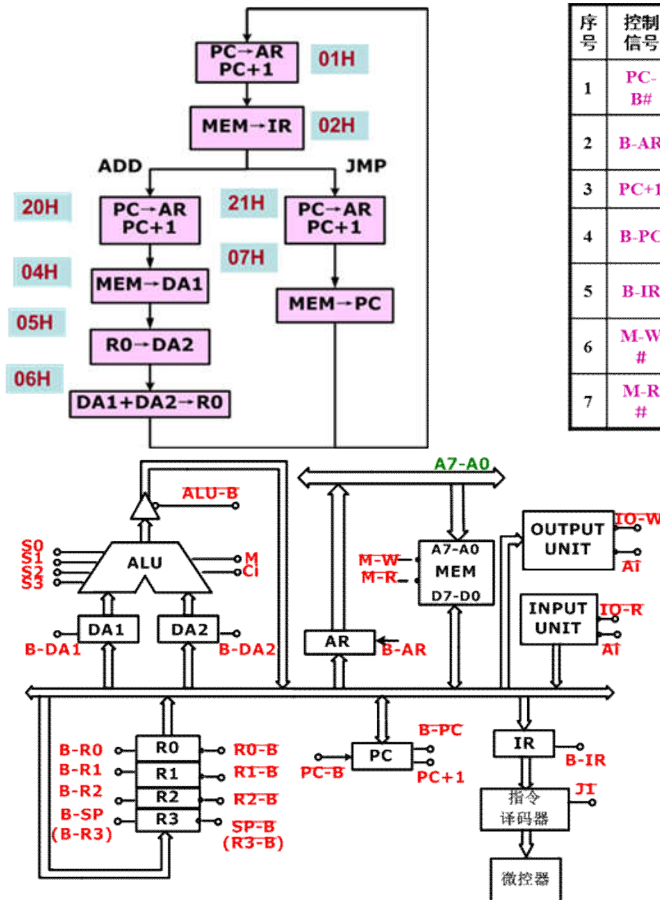 PC→AR
PC+1
01H
MEM→IR
02H
ADD
JMP
20H
PC→AR
PC+1
21H
PC→AR
PC+1
04H
MEM→DA1
07H
MEM→PC
05H
R0→DA2
06H
DA1+DA2→R0
序号
控制信号
1
PC-B#
2
B-AR
3
PC+1
4
B-PC
5
B-IR
6
M-W#
7
M-R#
A7-A0
ALU-B
S0
S1
S2
S3
ALU
M
Ci
DA1
DA2
B-DA1
B-DA2
M-W
M-R
A7-A0
MEM
D7-D0
AR
B-AR
OUTPUT UNIT
IO-W
Ai
INPUT UNIT
IO-R
Ai
B-R0
R0
R0-B
B-R1
R1
R1-B
B-R2
R2
R2-B
B-SP
(B-R3)
R3
SP-B
(R3-B)
PC-B
PC
B-PC
PC+1
IR
B-IR
J1
指令
译码器
微控器